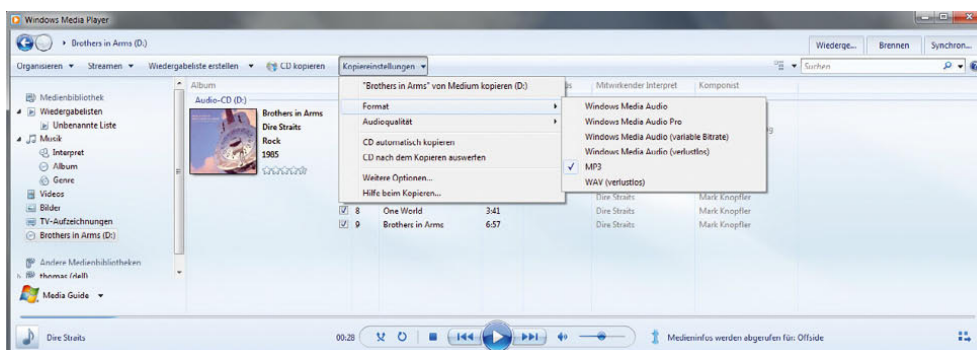 Windows Media Player
Brothers in Arms (D:)
Wiederge... Brennen Synchron...
Organisieren Streamen Wiedergabeliste erstellen CD kopieren Kopiereinstellungen Suchen
Album Mitwirkender Interpret Komponist
Audio-CD (D:)
Brothers in Arms
Dire Straits
Rock
1985
"Brothers in Arms" von Medium kopieren (D:)
Format
Audioqualität
CD automatisch kopieren
CD nach dem Kopieren auswerfen
Weitere Optionen...
Hilfe beim Kopieren...
Windows Media Audio
Windows Media Audio Pro
Windows Media Audio (variable Bitrate)
Windows Media Audio (verlustlos)
MP3
WAV (verlustlos)
Dire Straits Mark Knopfler
8 One World 3:41 Dire Straits Mark Knopfler
9 Brothers in Arms 6:57 Dire Straits Mark Knopfler
Medienbibliothek
Wiedergabelisten
Unbenannte Liste
Musik
Interpret
Album
Genre
Videos
Bilder
TV-Aufzeichnungen
Brothers in Arms (D:)
Andere Medienbibliotheken
thomas (dell)
Media Guide
Dire Straits 00:28 Medieninfos werden abgerufen für: Offside